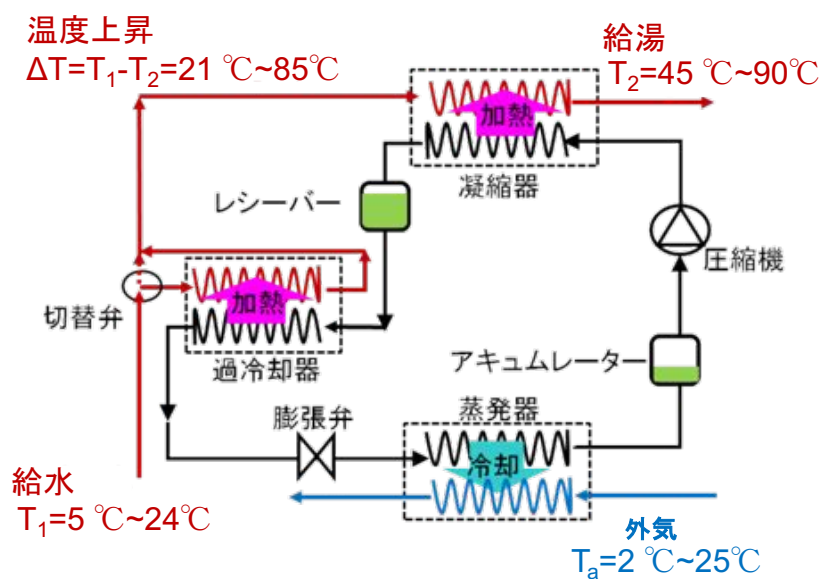 温度上昇
ΔT=T₁-T₂=21 ℃~85℃
給湯
T₂=45 ℃~90℃
加熱
凝縮器
レシーバー
圧縮機
加熱
切替弁
過冷却器
アキュムレーター
膨張弁
蒸発器
冷却
給水
T₁=5 ℃~24℃
外気
Tₐ=2 ℃~25℃